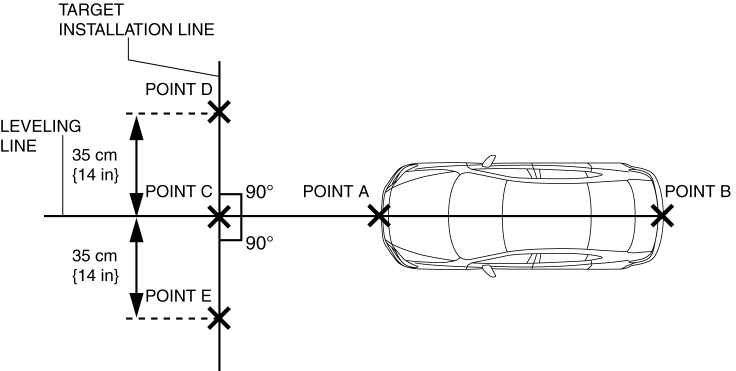 TARGET
INSTALLATION LINE
POINT D
LEVELING
LINE
35 cm
{14 in}
POINT C
90°
POINT A
POINT B
90°
35 cm
{14 in}
POINT E